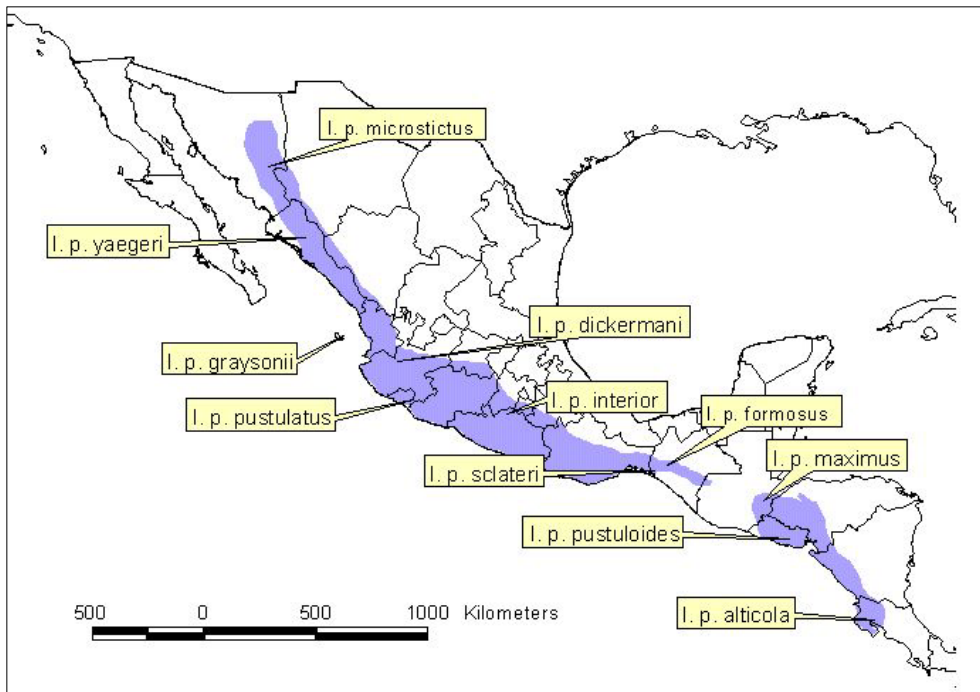 I. p. microstictus
I. p. yaegeri
I. p. dickermani
I. p. graysonii
I. p. interior
I. p. pustulatus
I. p. formosus
I. p. maximus
I. p. sclateri
I. p. pustuloides
500 0 500 1000 Kilometers
I. p. alticola